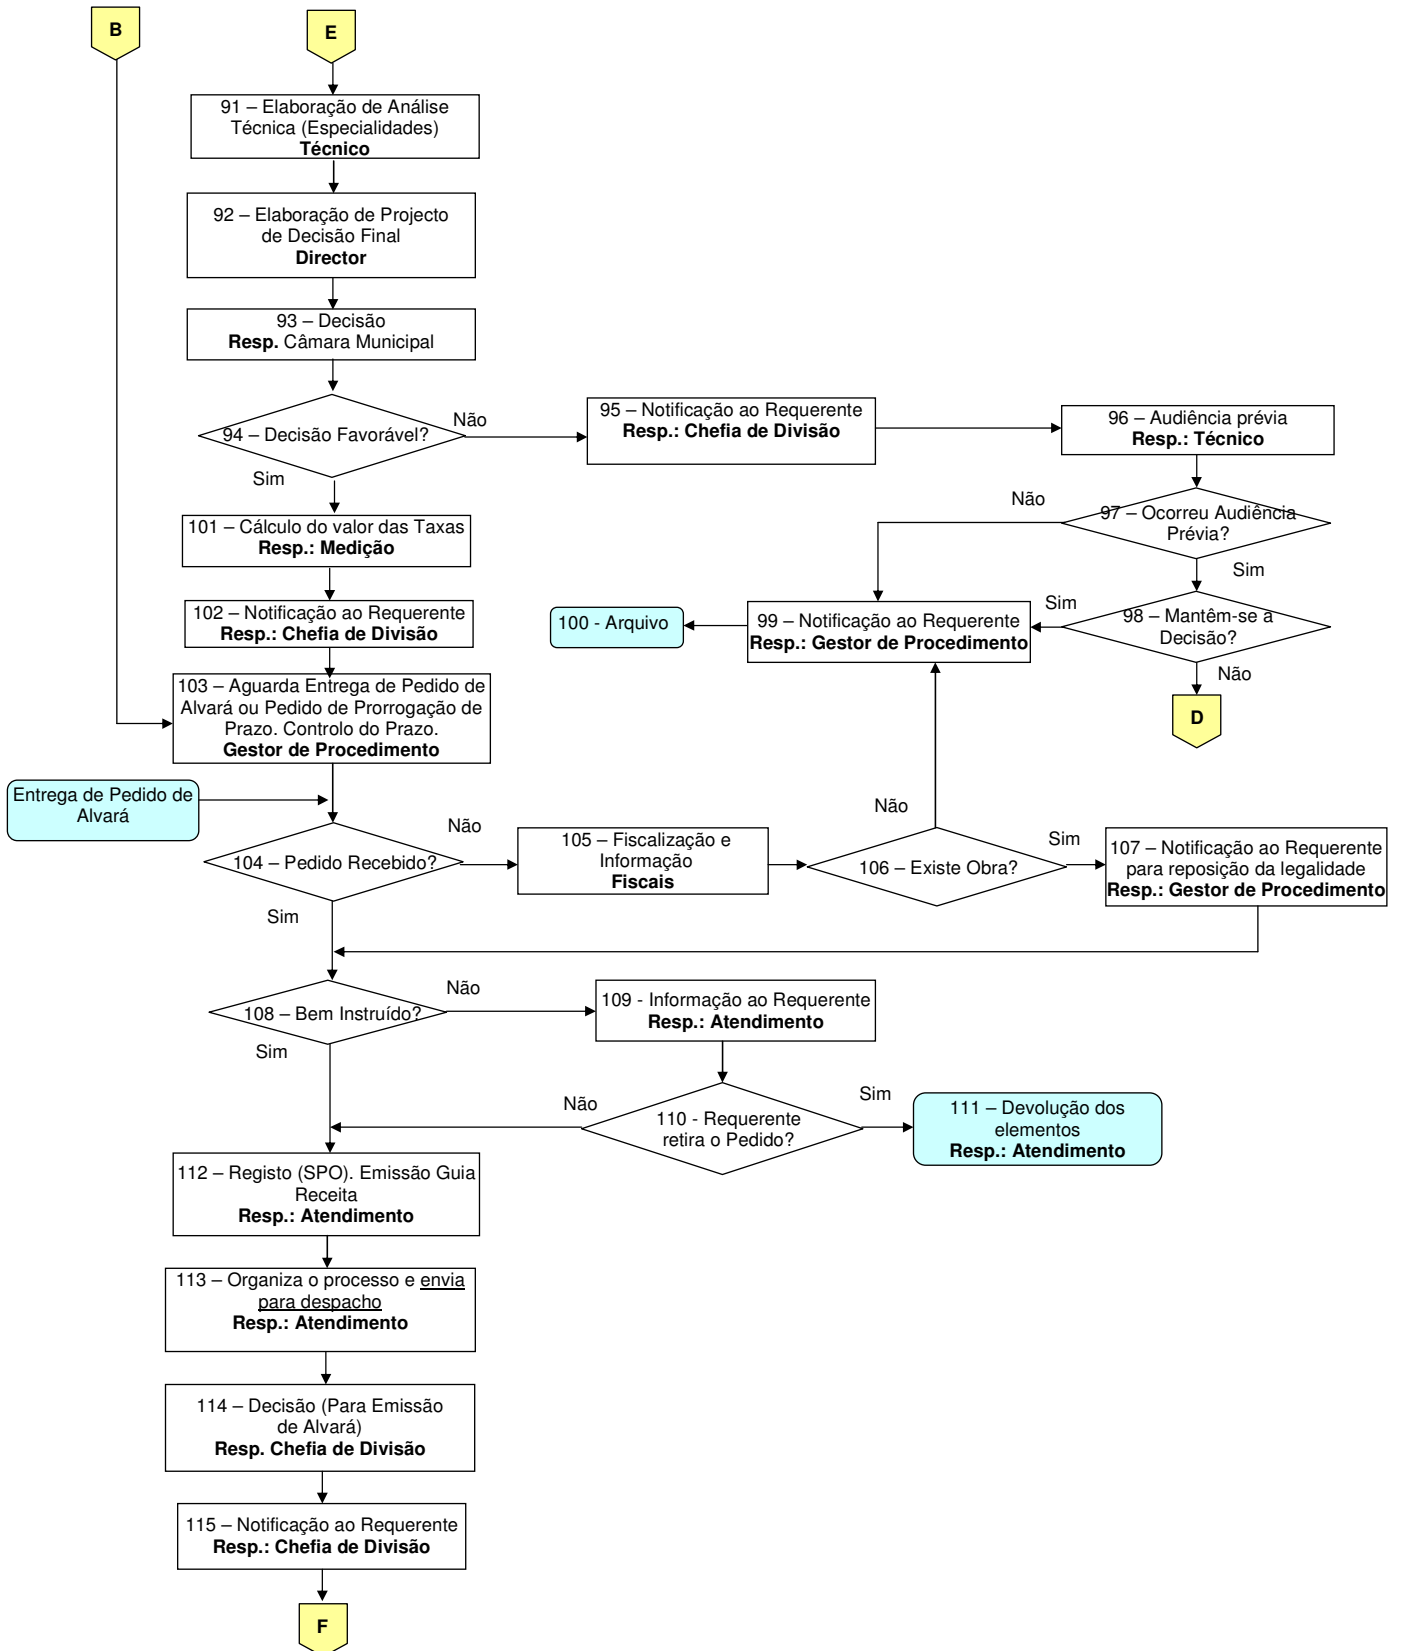 B
E
91 – Elaboração de Análise
Técnica (Especialidades)
Técnico
92 – Elaboração de Projecto
de Decisão Final
Director
93 – Decisão
Resp. Câmara Municipal
94 – Decisão Favorável?
Não
Sim
95 – Notificação ao Requerente
Resp.: Chefia de Divisão
96 – Audiência prévia
Resp.: Técnico
97 – Ocorreu Audiência
Prévia?
Não
Sim
98 – Mantêm-se a
Decisão?
Sim
Não
D
99 – Notificação ao Requerente
Resp.: Gestor de Procedimento
100 - Arquivo
101 – Cálculo do valor das Taxas
Resp.: Medição
102 – Notificação ao Requerente
Resp.: Chefia de Divisão
103 – Aguarda Entrega de Pedido de
Alvará ou Pedido de Prorrogação de
Prazo. Controlo do Prazo.
Gestor de Procedimento
Entrega de Pedido de
Alvará
104 – Pedido Recebido?
Não
Sim
105 – Fiscalização e
Informação
Fiscais
106 – Existe Obra?
Não
Sim
107 – Notificação ao Requerente
para reposição da legalidade
Resp.: Gestor de Procedimento
108 – Bem Instruído?
Não
Sim
109 - Informação ao Requerente
Resp.: Atendimento
110 - Requerente
retira o Pedido?
Não
Sim
111 – Devolução dos
elementos
Resp.: Atendimento
112 – Registo (SPO). Emissão Guia
Receita
Resp.: Atendimento
113 – Organiza o processo e envia
para despacho
Resp.: Atendimento
114 – Decisão (Para Emissão
de Alvará)
Resp. Chefia de Divisão
115 – Notificação ao Requerente
Resp.: Chefia de Divisão
F